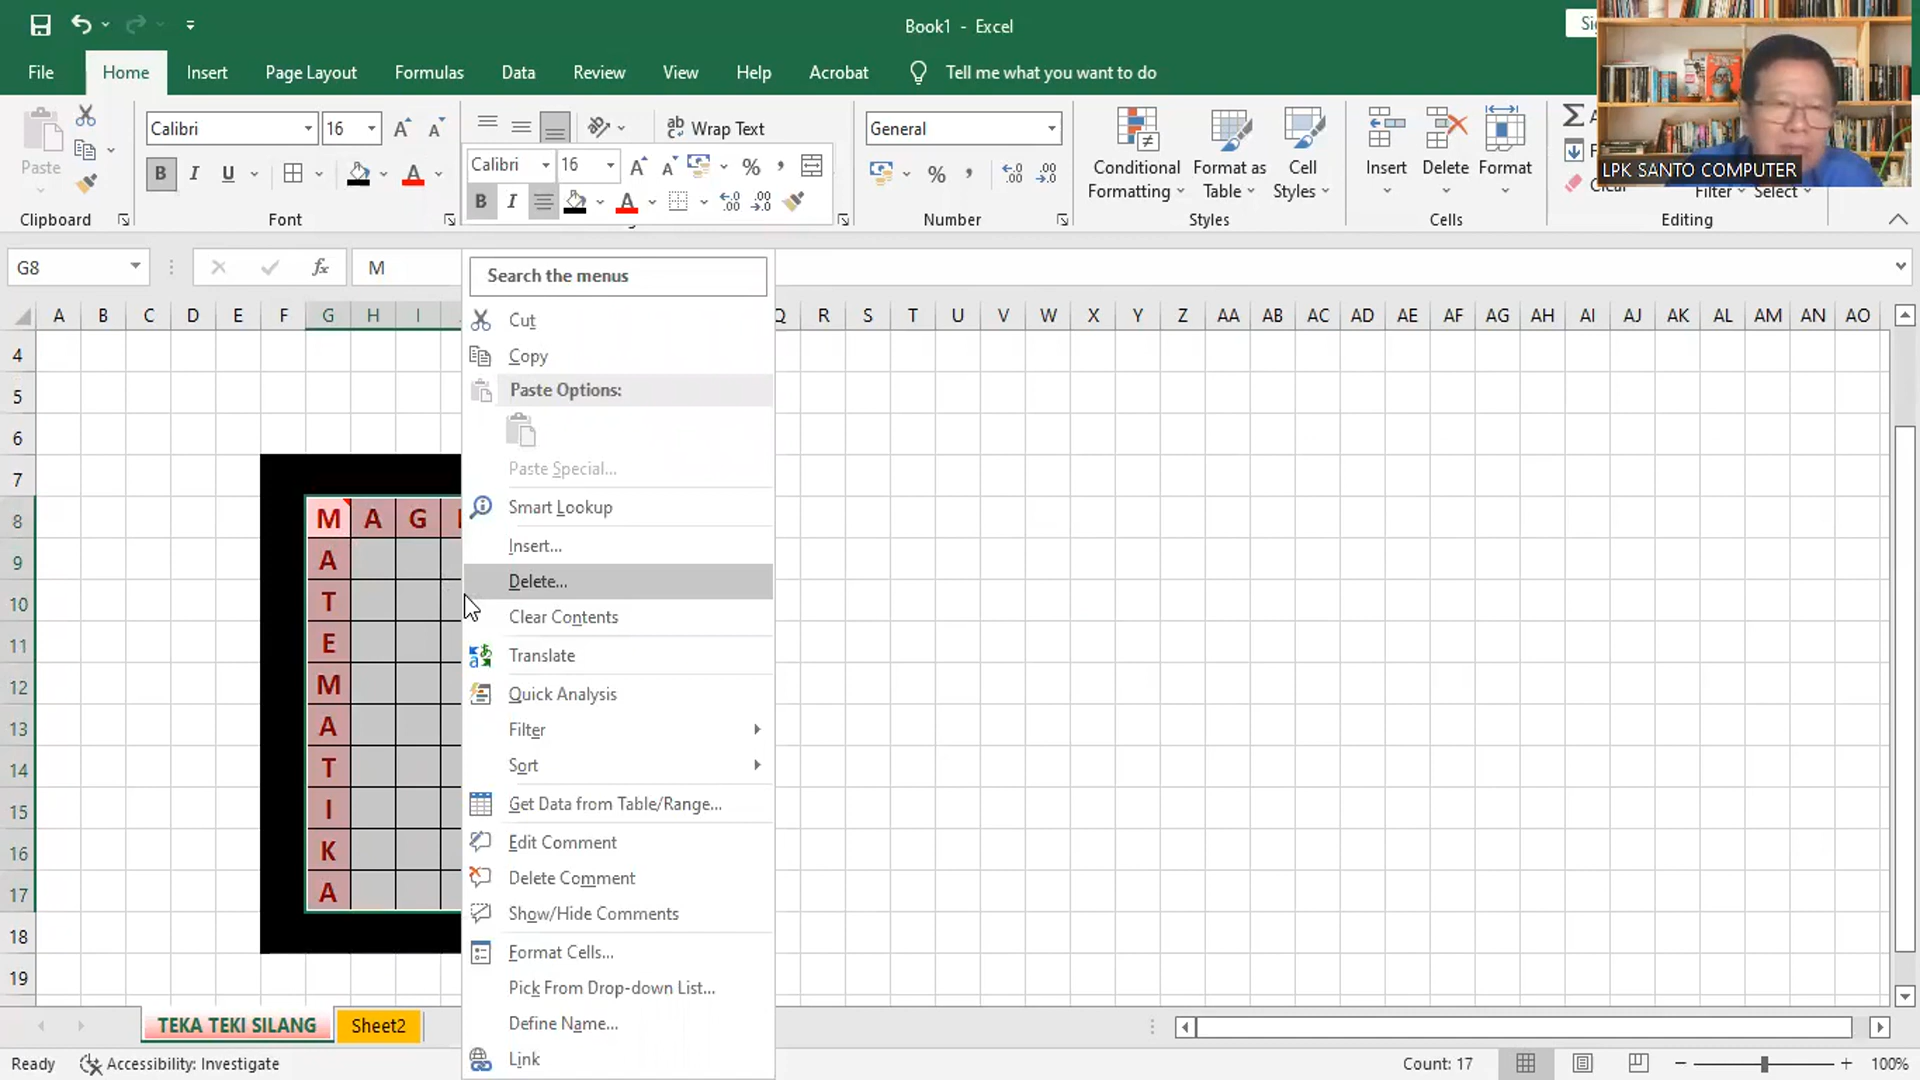 Book1 - Excel
File Home Insert Page Layout Formulas Data Review View Help Acrobat Tell me what you want to do
LPK SANTO COMPUTER
Paste
Calibri 16
Wrap Text
General
Conditional Formatting
Format as Table
Cell Styles
Insert Delete Format
Clear
Filter Select
B I U
Calibri 16
B I
Clipboard Font Number Styles Cells Editing
G8 fx M
Search the menus
A B C D E F G H I Q R S T U V W X Y Z AA AB AC AD AE AF AG AH AI AJ AK AL AM AN AO
Cut
Copy
Paste Options:
Paste Special...
Smart Lookup
Insert...
Delete...
Clear Contents
Translate
Quick Analysis
Filter
Sort
Get Data from Table/Range...
Edit Comment
Delete Comment
Show/Hide Comments
Format Cells...
Pick From Drop-down List...
Define Name...
Link
4
5
6
7
8 M A G
9 A
10 T
11 E
12 M
13 A
14 T
15 I
16 K
17 A
18
19
TEKA TEKI SILANG Sheet2
Ready Accessibility: Investigate Count: 17 100%